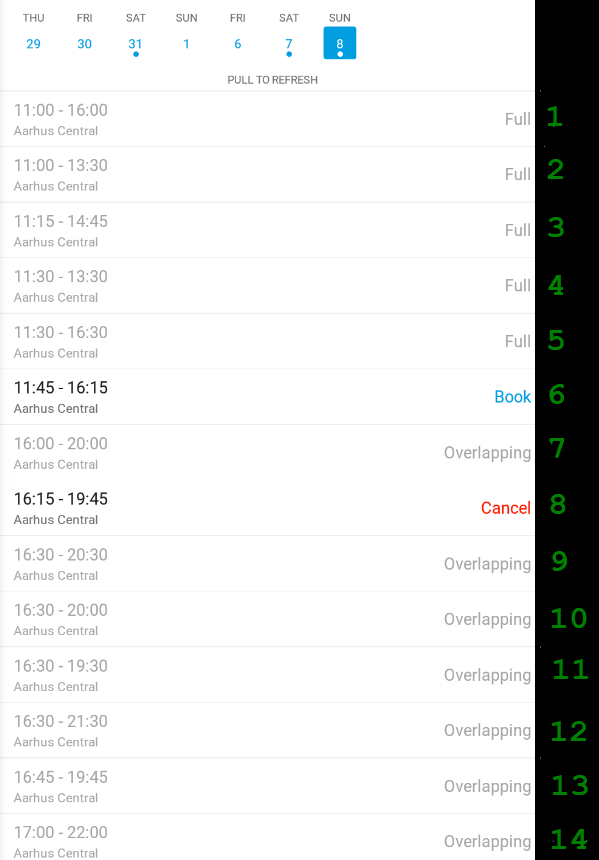 THU FRI SAT SUN FRI SAT SUN
29 30 31 1 6 7 8
PULL TO REFRESH
11:00 - 16:00
Aarhus Central
Full 1
11:00 - 13:30
Aarhus Central
Full 2
11:15 - 14:45
Aarhus Central
Full 3
11:30 - 13:30
Aarhus Central
Full 4
11:30 - 16:30
Aarhus Central
Full 5
11:45 - 16:15
Aarhus Central
Book 6
16:00 - 20:00
Aarhus Central
Overlapping 7
16:15 - 19:45
Aarhus Central
Cancel 8
16:30 - 20:30
Aarhus Central
Overlapping 9
16:30 - 20:00
Aarhus Central
Overlapping 10
16:30 - 19:30
Aarhus Central
Overlapping 11
16:30 - 21:30
Aarhus Central
Overlapping 12
16:45 - 19:45
Aarhus Central
Overlapping 13
17:00 - 22:00
Aarhus Central
Overlapping 14